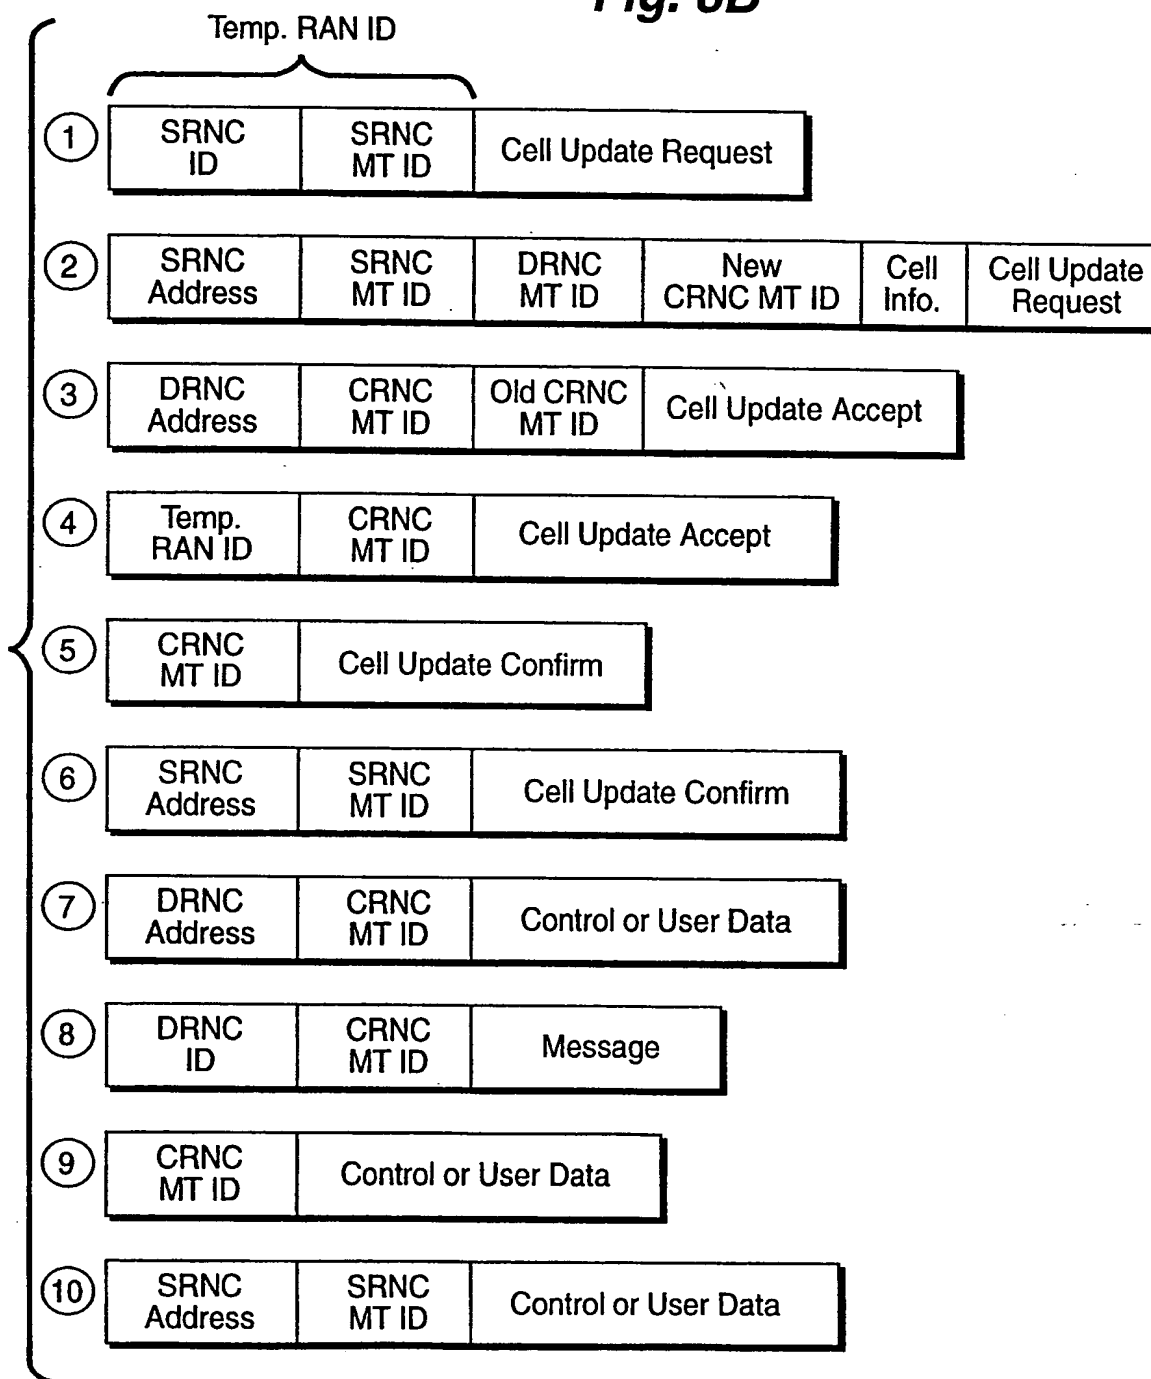 Temp. RAN ID
1
SRNC
ID
SRNC
MT ID
Cell Update Request
2
SRNC
Address
SRNC
MT ID
DRNC
MT ID
New
CRNC MT ID
Cell
Info.
Cell Update
Request
3
DRNC
Address
CRNC
MT ID
Old CRNC
MT ID
Cell Update Accept
4
Temp.
RAN ID
CRNC
MT ID
Cell Update Accept
5
CRNC
MT ID
Cell Update Confirm
6
SRNC
Address
SRNC
MT ID
Cell Update Confirm
7
DRNC
Address
CRNC
MT ID
Control or User Data
8
DRNC
ID
CRNC
MT ID
Message
9
CRNC
MT ID
Control or User Data
10
SRNC
Address
SRNC
MT ID
Control or User Data